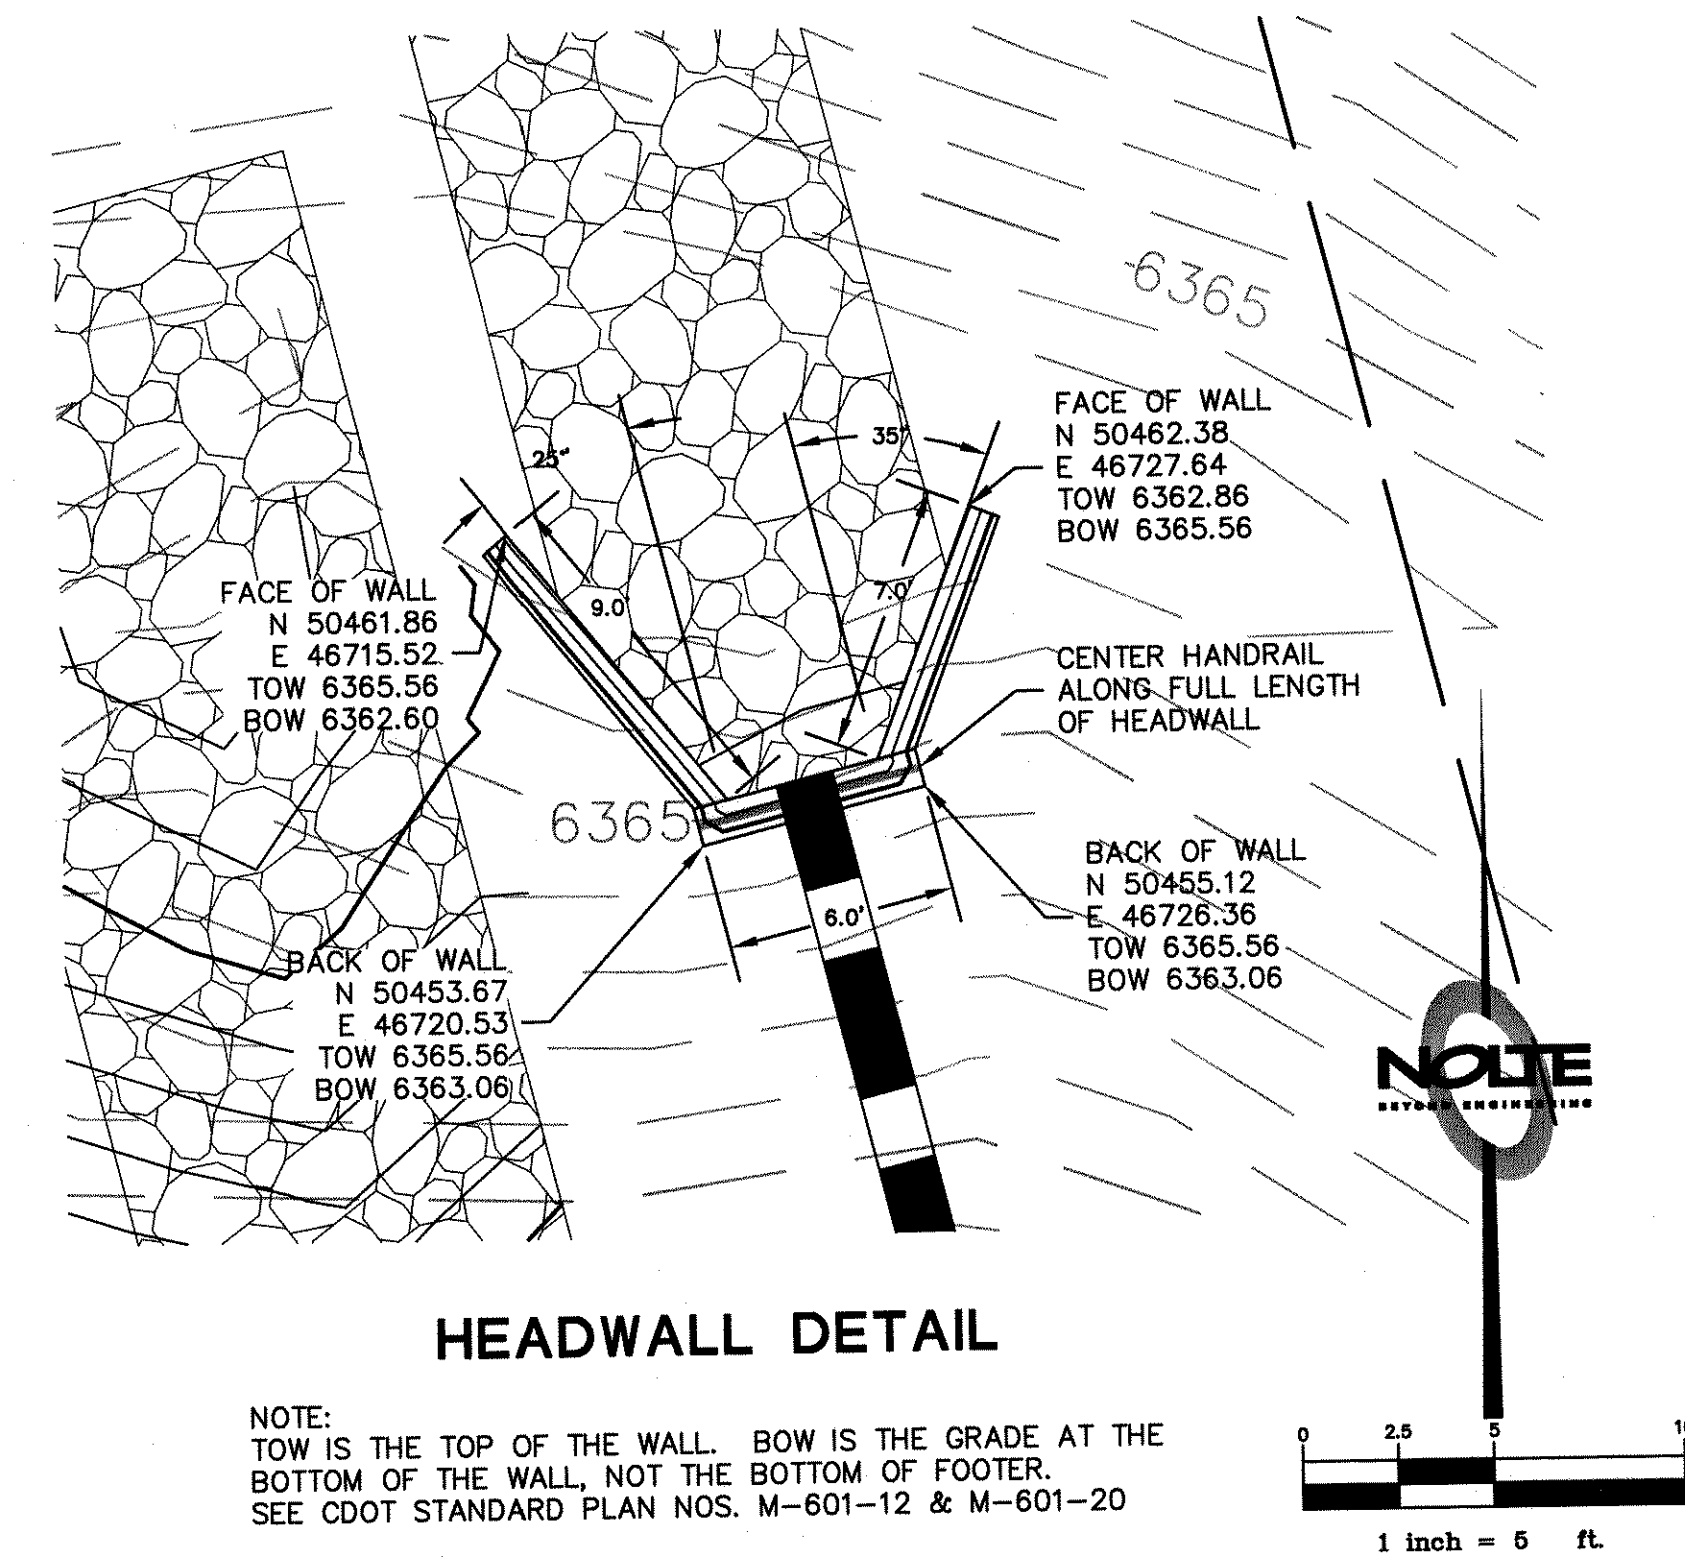 6365
25°
35°
FACE OF WALL
N 50462.38
E 46727.64
TOW 6362.86
BOW 6365.56
9.0'
7.0'
FACE OF WALL
N 50461.86
E 46715.52
TOW 6365.56
BOW 6362.60
CENTER HANDRAIL
ALONG FULL LENGTH
OF HEADWALL
6365
6.0'
BACK OF WALL
N 50455.12
E 46726.36
TOW 6365.56
BOW 6363.06
BACK OF WALL
N 50453.67
E 46720.53
TOW 6365.56
BOW 6363.06
NOLTE
BEYOND ENGINEERING
HEADWALL DETAIL
NOTE:
TOW IS THE TOP OF THE WALL. BOW IS THE GRADE AT THE
BOTTOM OF THE WALL, NOT THE BOTTOM OF FOOTER.
SEE CDOT STANDARD PLAN NOS. M-601-12 & M-601-20
0 2.5 5
1 inch = 5 ft.